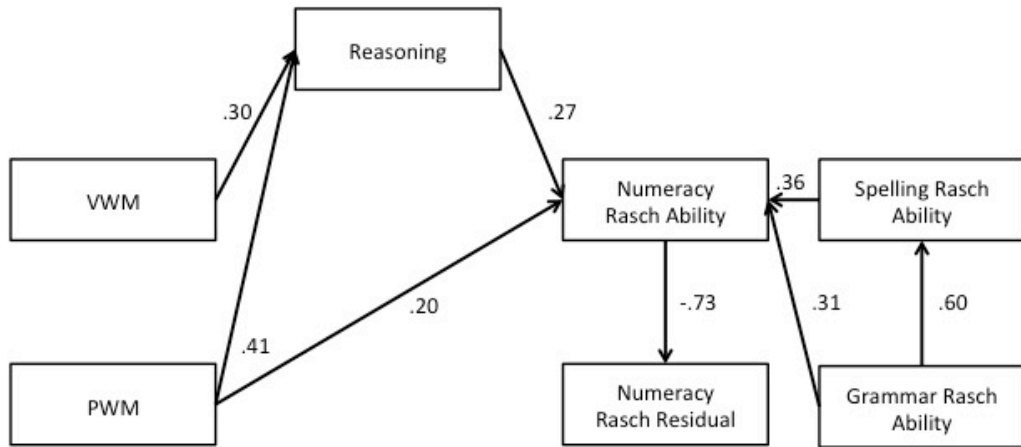 Reasoning
.30
.27
VWM
Numeracy
Rasch Ability
.36
Spelling Rasch
Ability
.20
-.73
.31
.60
.41
PWM
Numeracy
Rasch Residual
Grammar Rasch
Ability